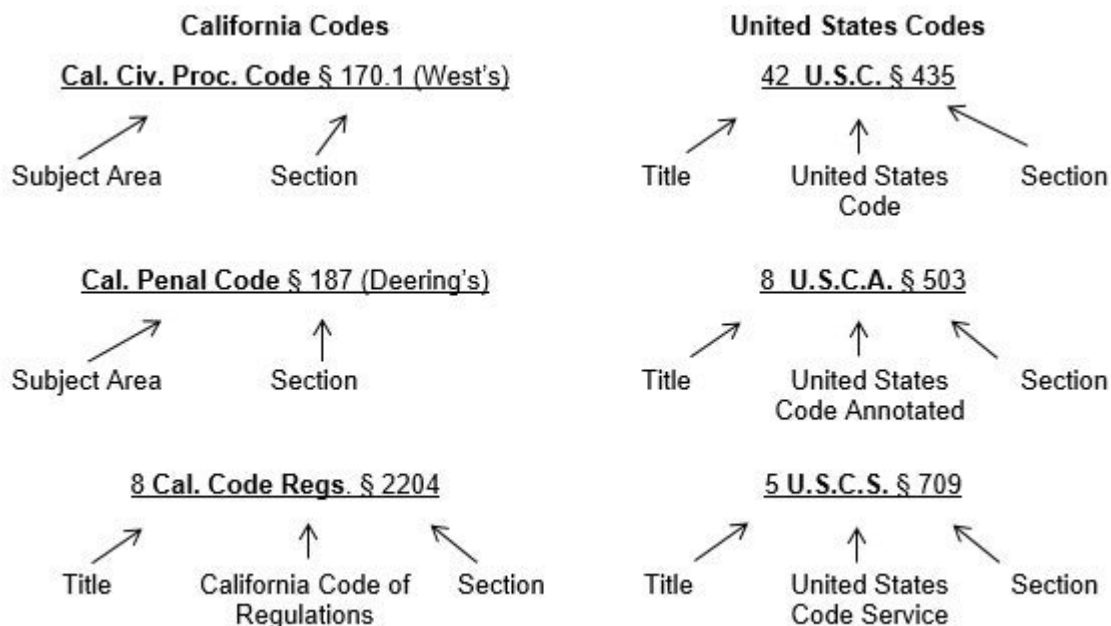 California Codes
Cal. Civ. Proc. Code § 170.1 (West's)
Subject Area Section
Cal. Penal Code § 187 (Deering's)
Subject Area Section
8 Cal. Code Regs. § 2204
Title California Code of Section
Regulations
United States Codes
42 U.S.C. § 435
Title United States Section
Code
8 U.S.C.A. § 503
Title United States Section
Code Annotated
5 U.S.C.S. § 709
Title United States Section
Code Service